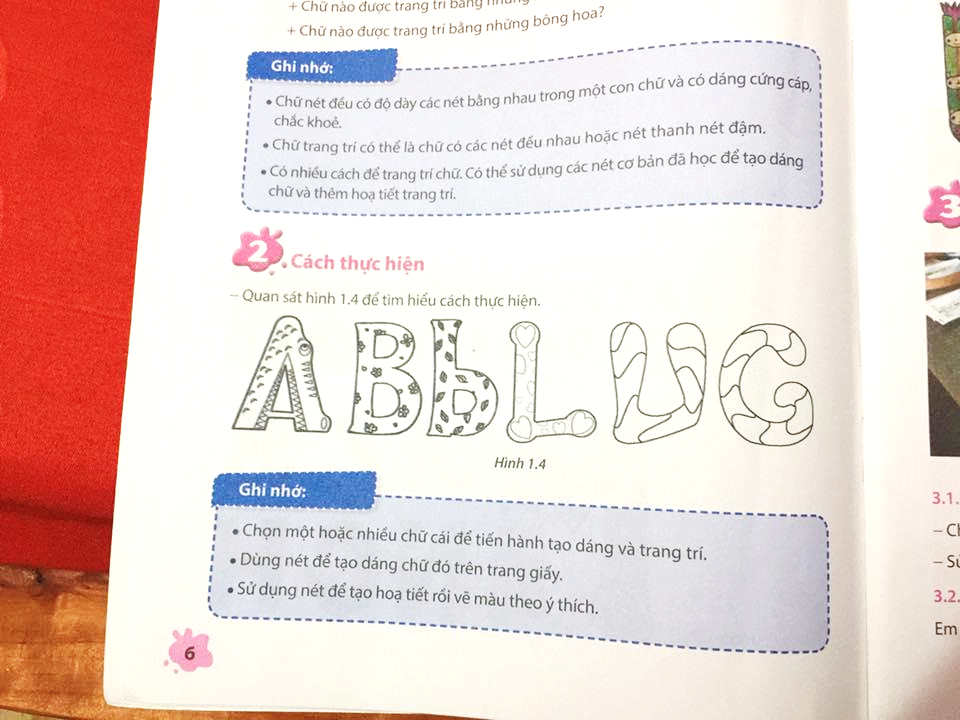 + Chữ nào được trang trí bằng những
+ Chữ nào được trang trí bằng những bông hoa?
Ghi nhớ:
• Chữ nét đều có độ dày các nét bằng nhau trong một con chữ và có dáng cứng cáp,
chắc khoẻ.
• Chữ trang trí có thể là chữ có các nét đều nhau hoặc nét thanh nét đậm.
• Có nhiều cách để trang trí chữ. Có thể sử dụng các nét cơ bản đã học để tạo dáng
chữ và thêm hoạ tiết trang trí.
2. Cách thực hiện
– Quan sát hình 1.4 để tìm hiểu cách thực hiện.
A B b L U G
Hình 1.4
Ghi nhớ:
• Chọn một hoặc nhiều chữ cái để tiến hành tạo dáng và trang trí.
• Dùng nét để tạo dáng chữ đó trên trang giấy.
• Sử dụng nét để tạo hoạ tiết rồi vẽ màu theo ý thích.
6
3
3.1.
3.2.
Em